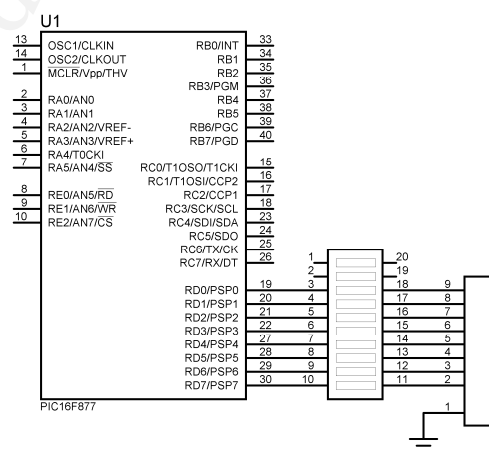 U1
13 OSC1/CLKIN RB0/INT 33
14 OSC2/CLKOUT RB1 34
1 MCLR/Vpp/THV RB2 35
RB3/PGM 36
2 RA0/AN0 RB4 37
3 RA1/AN1 RB5 38
4 RA2/AN2/VREF- RB6/PGC 39
5 RA3/AN3/VREF+ RB7/PGD 40
6 RA4/T0CKI
7 RA5/AN4/SS RC0/T1OSO/T1CKI 15
RC1/T1OSI/CCP2 16
8 RE0/AN5/RD RC2/CCP1 17
9 RE1/AN6/WR RC3/SCK/SCL 18
10 RE2/AN7/CS RC4/SDI/SDA 23
RC5/SDO 24
RC6/TX/CK 25
RC7/RX/DT 26 1 20
2 19
RD0/PSP0 19 3 18 9
RD1/PSP1 20 4 17 8
RD2/PSP2 21 5 16 7
RD3/PSP3 22 6 15 6
RD4/PSP4 27 7 14 5
RD5/PSP5 28 8 13 4
RD6/PSP6 29 9 12 3
RD7/PSP7 30 10 11 2
PIC16F877 1